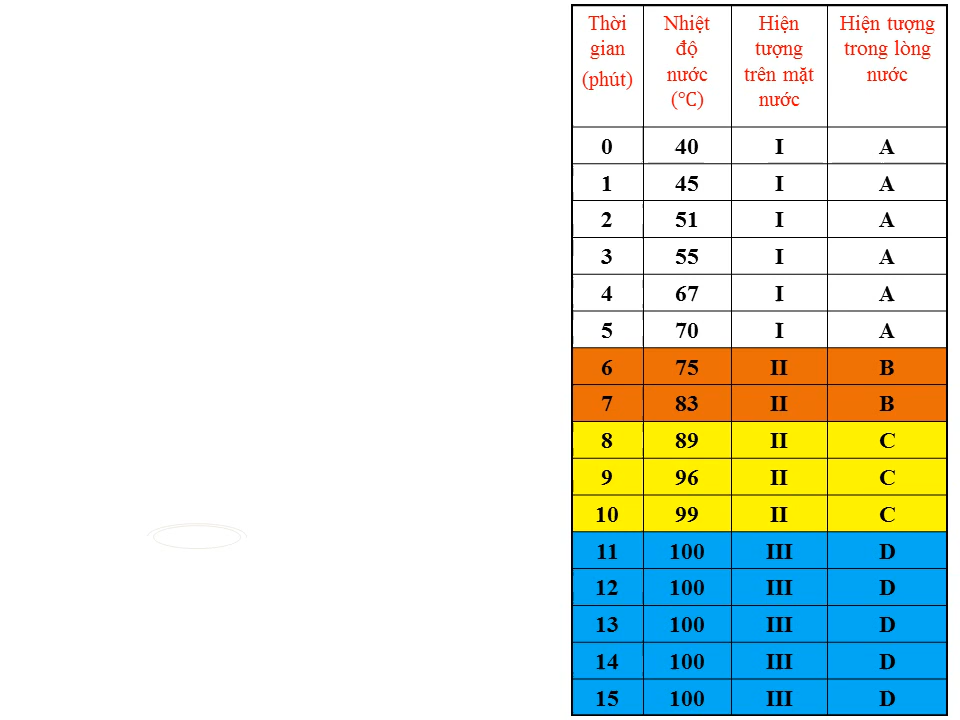 Thời gian (phút) Nhiệt độ nước (℃) Hiện tượng trên mặt nước Hiện tượng trong lòng nước
0 40 I A
1 45 I A
2 51 I A
3 55 I A
4 67 I A
5 70 I A
6 75 II B
7 83 II B
8 89 II C
9 96 II C
10 99 II C
11 100 III D
12 100 III D
13 100 III D
14 100 III D
15 100 III D